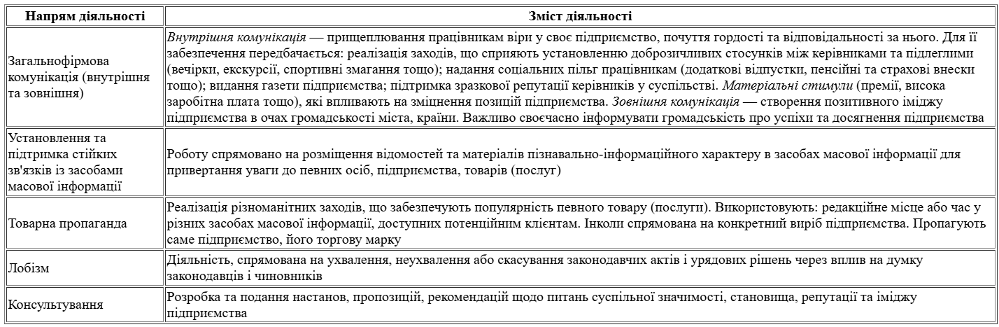 Напрям діяльності
Зміст діяльності
Загальнофірмова
комунікація (внутрішня
та зовнішня)
Внутрішня комунікація — прищеплювання працівникам віри у своє підприємство, почуття гордості та відповідальності за нього. Для її
забезпечення передбачається: реалізація заходів, що сприяють установленню доброзичливих стосунків між керівниками та підлеглими
(вечірки, екскурсії, спортивні змагання тощо); надання соціальних пільг працівникам (додаткові відпустки, пенсійні та страхові внески
тощо); видання газети підприємства; підтримка зразкової репутації керівників у суспільстві. Матеріальні стимули (премії, висока
заробітна плата тощо), які впливають на зміцнення позицій підприємства. Зовнішня комунікація — створення позитивного іміджу
підприємства в очах громадськості міста, країни. Важливо своєчасно інформувати громадськість про успіхи та досягнення підприємства
Установлення та
підтримка стійких
зв'язків із засобами
масової інформації
Роботу спрямовано на розміщення відомостей та матеріалів пізнавально-інформаційного характеру в засобах масової інформації для
привертання уваги до певних осіб, підприємства, товарів (послуг)
Товарна пропаганда
Реалізація різноманітних заходів, що забезпечують популярність певного товару (послуги). Використовують: редакційне місце або час у
різних засобах масової інформації, доступних потенційним клієнтам. Інколи спрямована на конкретний виріб підприємства. Пропагують
саме підприємство, його торгову марку
Лобізм
Діяльність, спрямована на ухвалення, неухвалення або скасування законодавчих актів і урядових рішень через вплив на думку
законодавців і чиновників
Консультування
Розробка та подання настанов, пропозицій, рекомендацій щодо питань суспільної значимості, становища, репутації та іміджу
підприємства